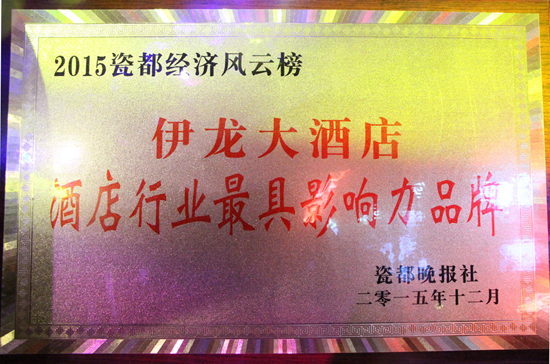 2015瓷都经济风云榜
伊龙大酒店
酒店行业最具影响力品牌
瓷都晚报社
二零一五年十二月